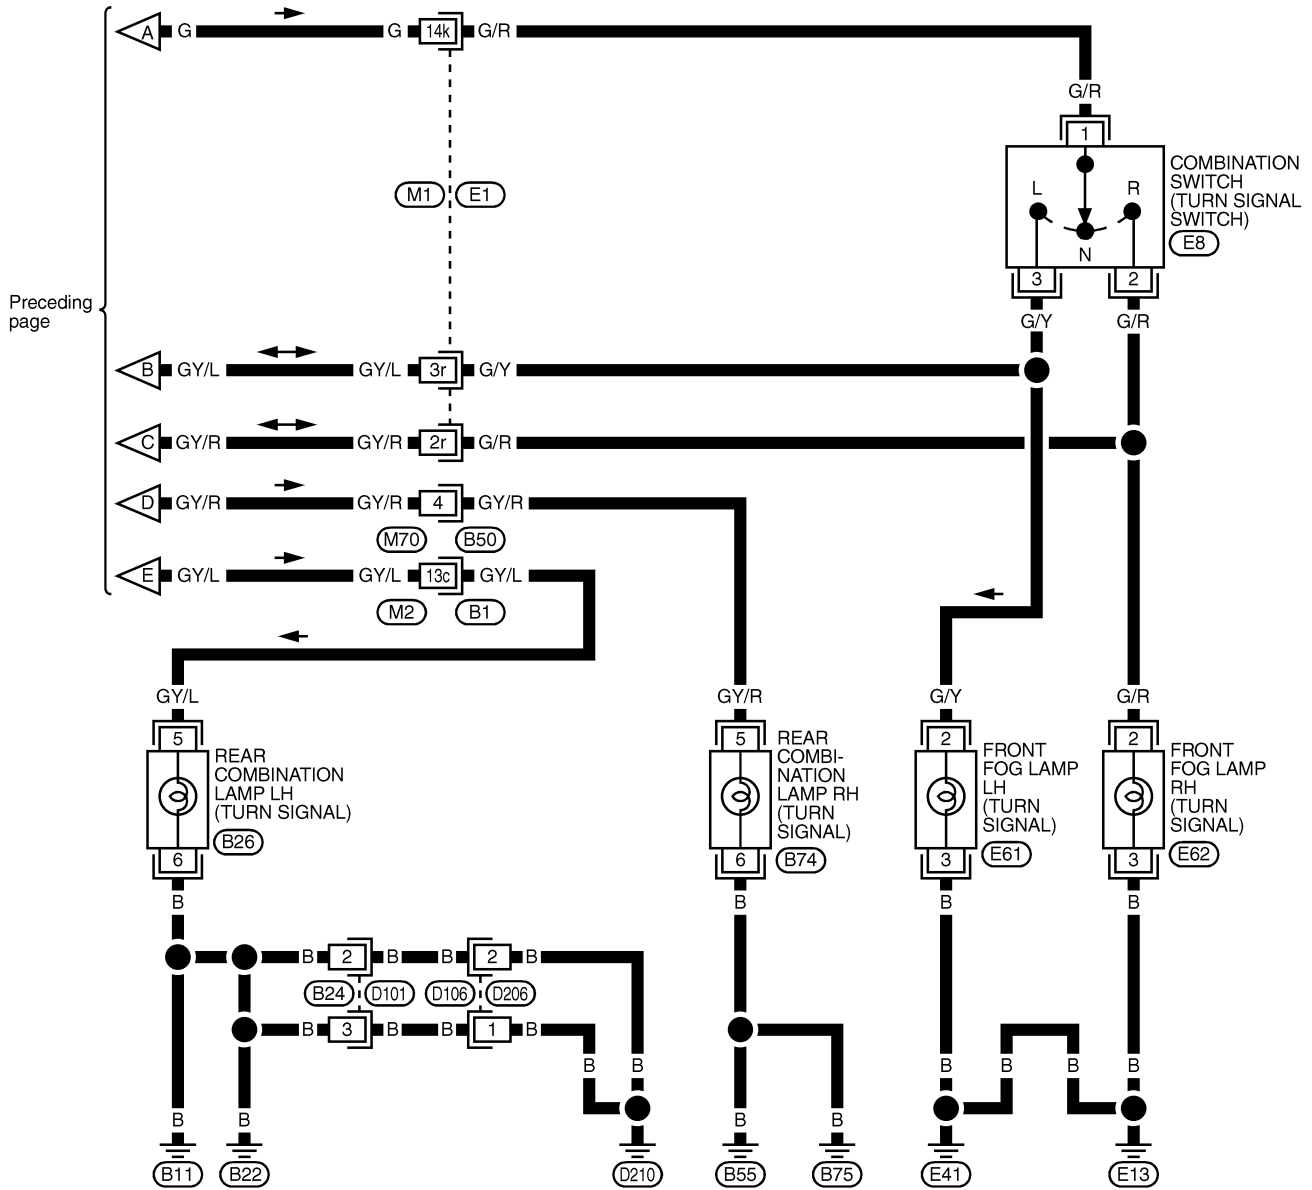 A G G 14k G/R
G/R
1
COMBINATION
SWITCH
(TURN SIGNAL
SWITCH)
E8
L R
N
M1 E1
3 2
G/Y G/R
Preceding
page
B GY/L GY/L 3r G/Y
C GY/R GY/R 2r G/R
D GY/R GY/R 4 GY/R
M70 B50
E GY/L GY/L 13c GY/L
M2 B1
GY/L GY/R G/Y G/R
5 5 2 2
REAR
COMBINATION
LAMP LH
(TURN SIGNAL)
B26
REAR
COMBI-
NATION
LAMP RH
(TURN
SIGNAL)
B74
FRONT
FOG LAMP
LH
(TURN
SIGNAL)
E61
FRONT
FOG LAMP
RH
(TURN
SIGNAL)
E62
6 6 3 3
B B B B
B 2 B B 2 B
B24 D101 D106 D206
B 3 B B 1 B
B B B B B B
B B B B
B11 B22 D210 B55 B75 E41 E13